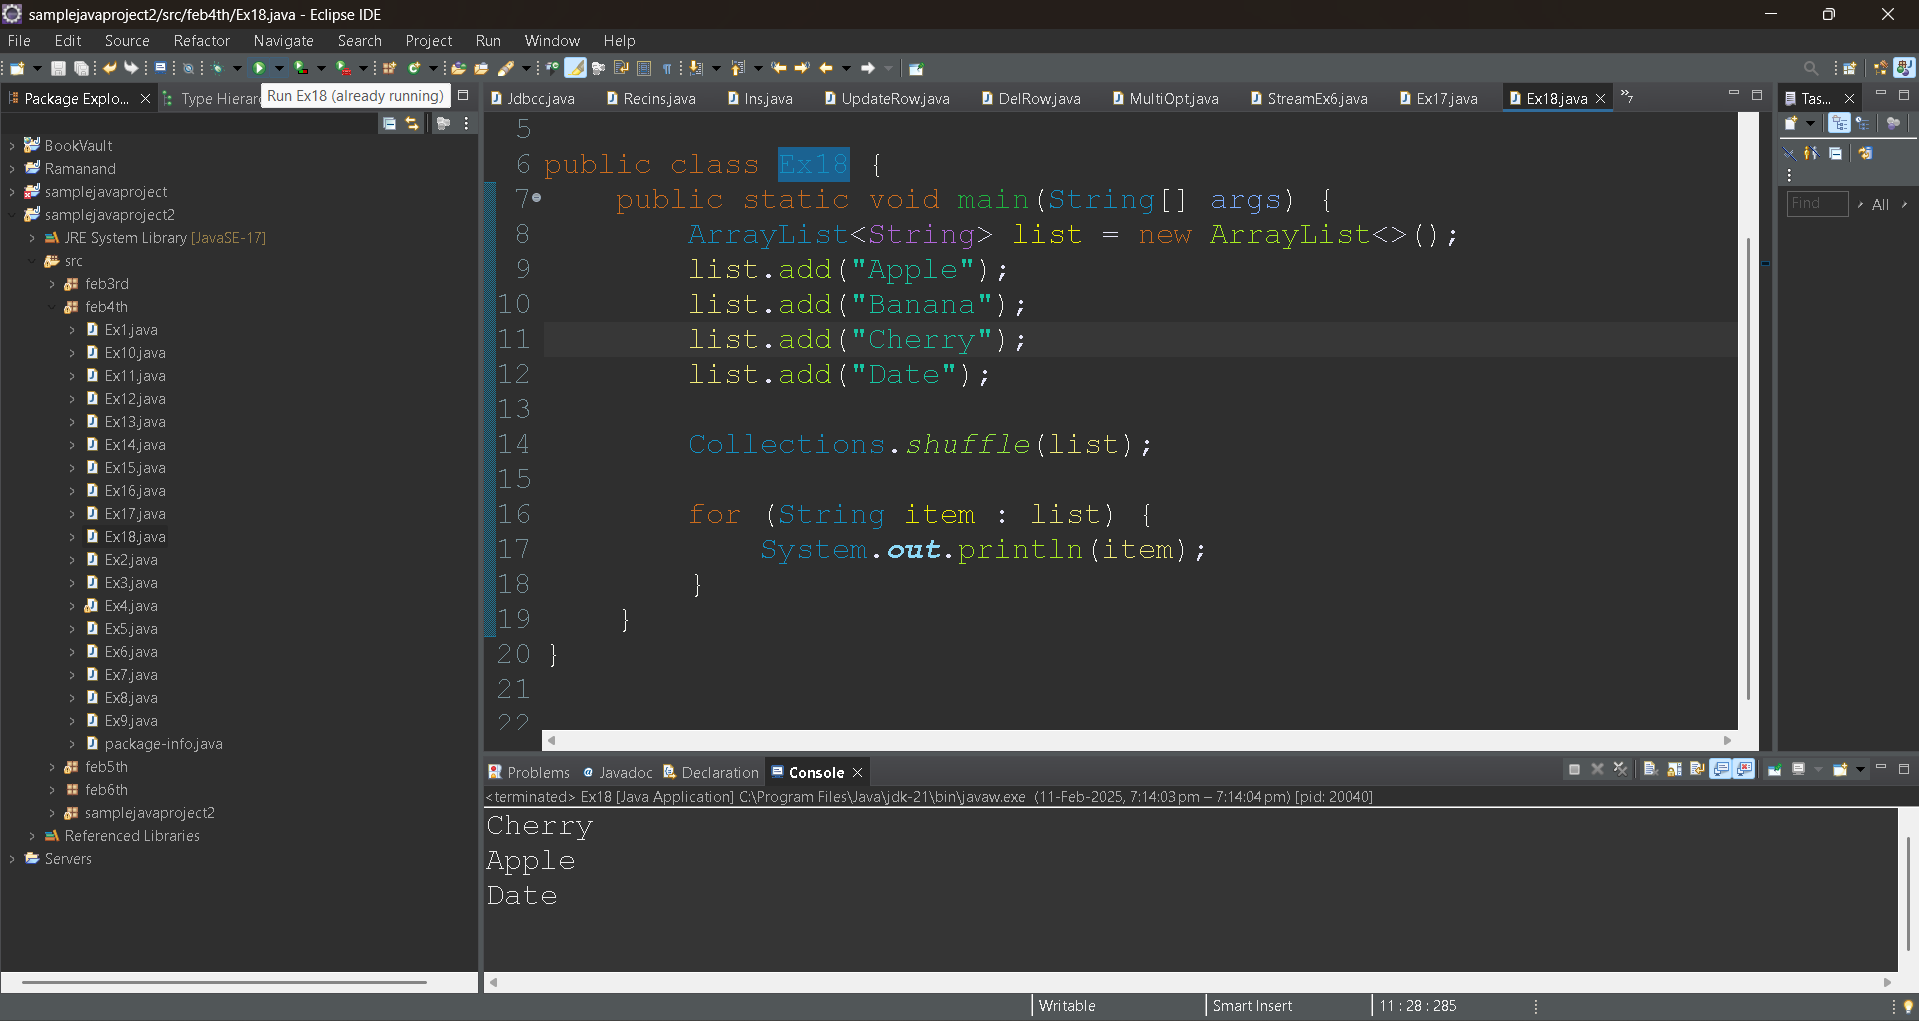 samplejavaproject2/src/feb4th/Ex18.java - Eclipse IDE
File Edit Source Refactor Navigate Search Project Run Window Help
Package Explo... Type Hierar
Run Ex18 (already running)
BookVault
Ramanand
samplejavaproject
samplejavaproject2
JRE System Library [JavaSE-17]
src
feb3rd
feb4th
Ex1.java
Ex10.java
Ex11.java
Ex12.java
Ex13.java
Ex14.java
Ex15.java
Ex16.java
Ex17.java
Ex18.java
Ex2.java
Ex3.java
Ex4.java
Ex5.java
Ex6.java
Ex7.java
Ex8.java
Ex9.java
package-info.java
feb5th
feb6th
samplejavaproject2
Referenced Libraries
Servers
Jdbcc.java Recins.java Ins.java UpdateRow.java DelRow.java MultiOpt.java StreamEx6.java Ex17.java Ex18.java »7
5
6 public class Ex18 {
7 public static void main(String[] args) {
8 ArrayList<String> list = new ArrayList<>();
9 list.add("Apple");
10 list.add("Banana");
11 list.add("Cherry");
12 list.add("Date");
13
14 Collections.shuffle(list);
15
16 for (String item : list) {
17 System.out.println(item);
18 }
19 }
20 }
21
22
Problems Javadoc Declaration Console
<terminated> Ex18 [Java Application] C:\Program Files\Java\jdk-21\bin\javaw.exe (11-Feb-2025, 7:14:03 pm – 7:14:04 pm) [pid: 20040]
Cherry
Apple
Date
Tas...
Find All
Writable Smart Insert 11 : 28 : 285